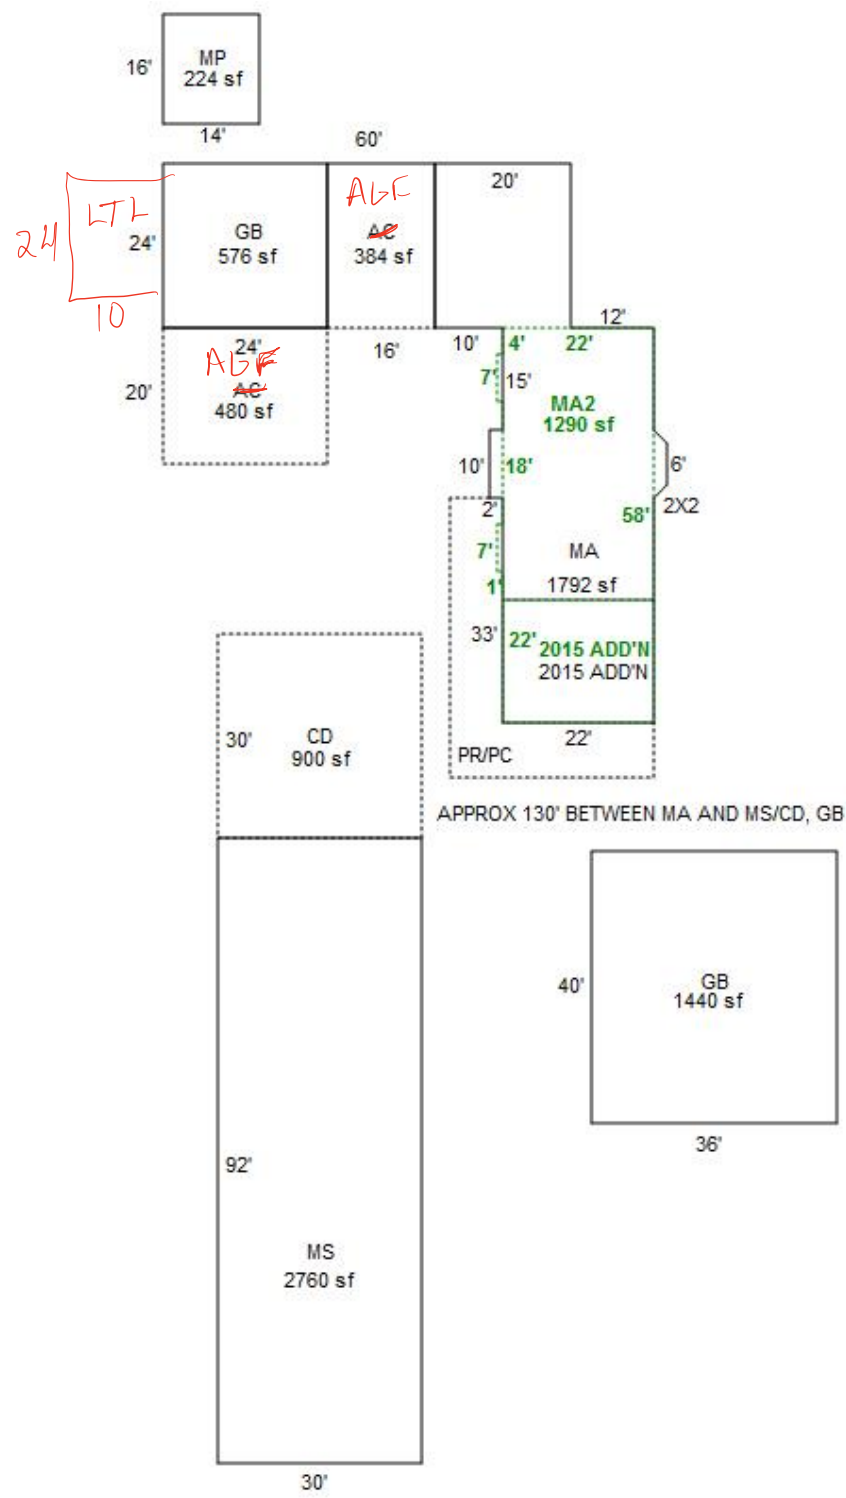 MP
16'
224 sf
14'
60'
20'
AGF
LTL
24
24'
GB
576 sf
AC
384 sf
10
12'
24'
16'
10'
4'
22'
AGF
7'
15'
20'
AC
480 sf
MA2
1290 sf
10'
18'
6'
2'
2X2
58'
7'
MA
1'
1792 sf
33'
22'
2015 ADD'N
2015 ADD'N
30'
CD
900 sf
22'
PR/PC
APPROX 130' BETWEEN MA AND MS/CD, GB
40'
GB
1440 sf
36'
92'
MS
2760 sf
30'